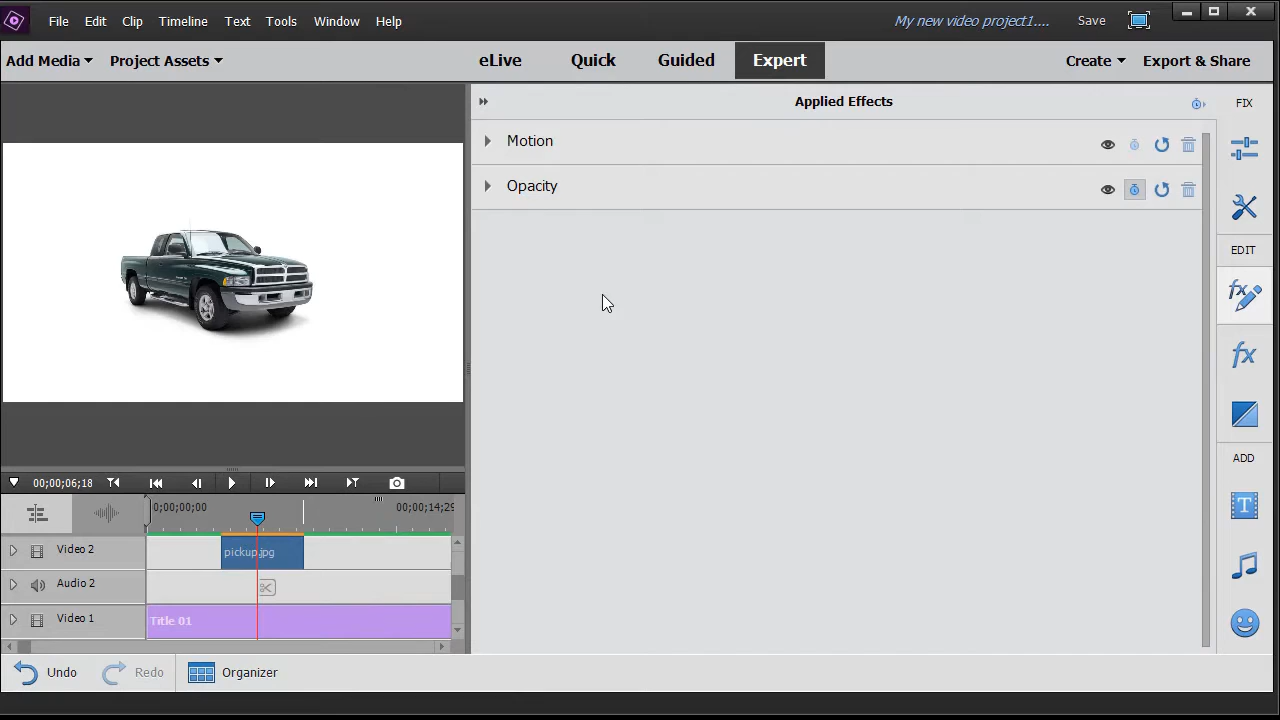 File Edit Clip Timeline Text Tools Window Help My new video project1.... Save
Add Media Project Assets eLive Quick Guided Expert Create Export & Share
Applied Effects FIX
Motion
Opacity
EDIT
fx
fx
ADD
T
00;00;06;18
0;00;00;00 00;00;14;29
Video 2 pickup.jpg
Audio 2
Video 1 Title 01
Undo Redo Organizer